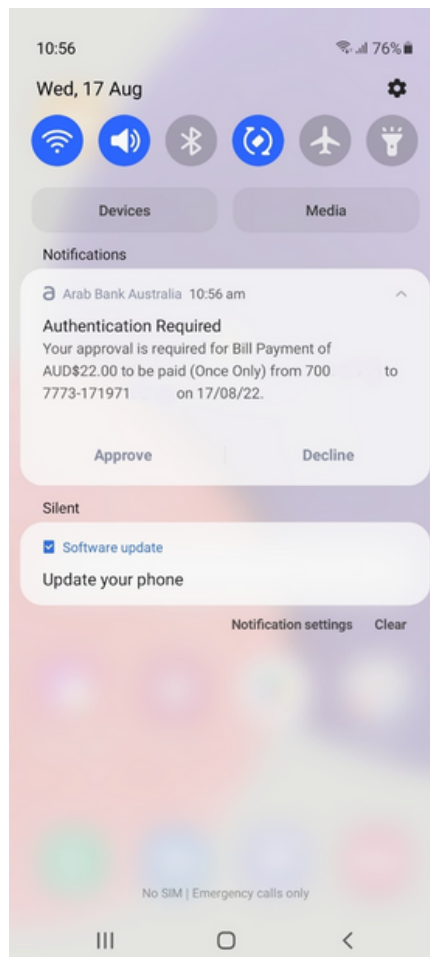 10:56 76%
Wed, 17 Aug
Devices Media
Notifications
Arab Bank Australia 10:56 am
Authentication Required
Your approval is required for Bill Payment of
AUD$22.00 to be paid (Once Only) from 700 to
7773-171971 on 17/08/22.
Approve Decline
Silent
Software update
Update your phone
Notification settings Clear
No SIM | Emergency calls only